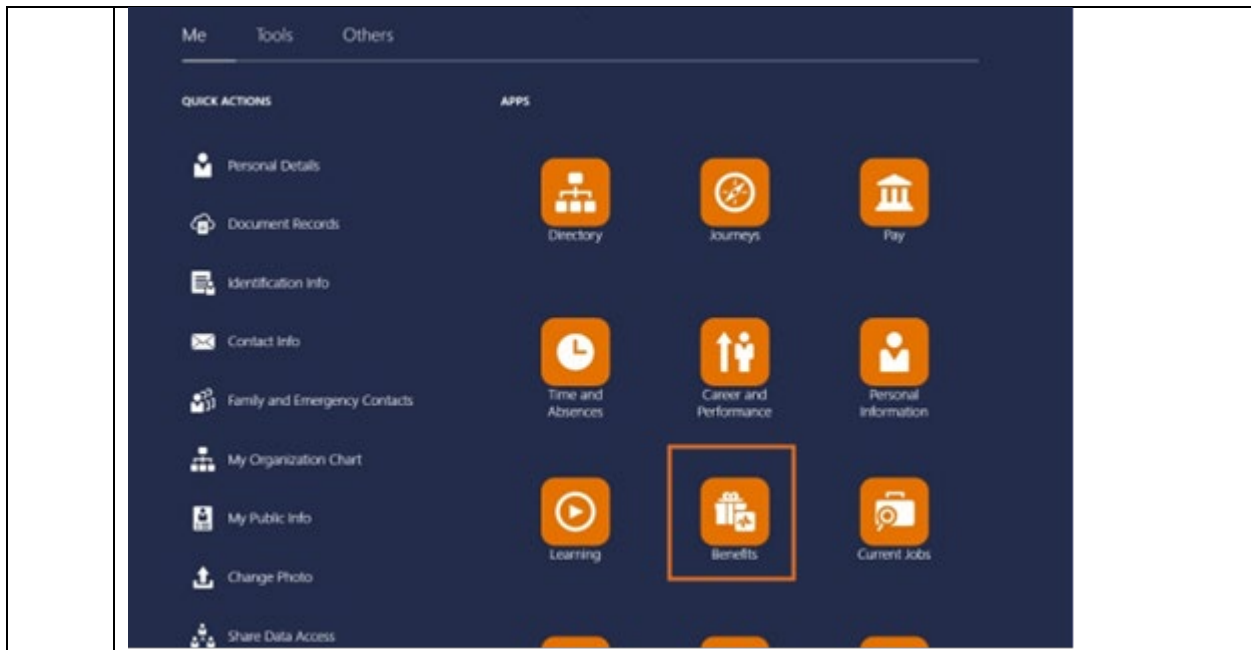 Me Tools Others
QUICK ACTIONS
APPS
Personal Details
Document Records
Identification Info
Contact Info
Family and Emergency Contacts
My Organization Chart
My Public Info
Change Photo
Share Data Access
Directory
Journeys
Pay
Time and
Absences
Career and
Performance
Personal
Information
Learning
Benefits
Current Jobs